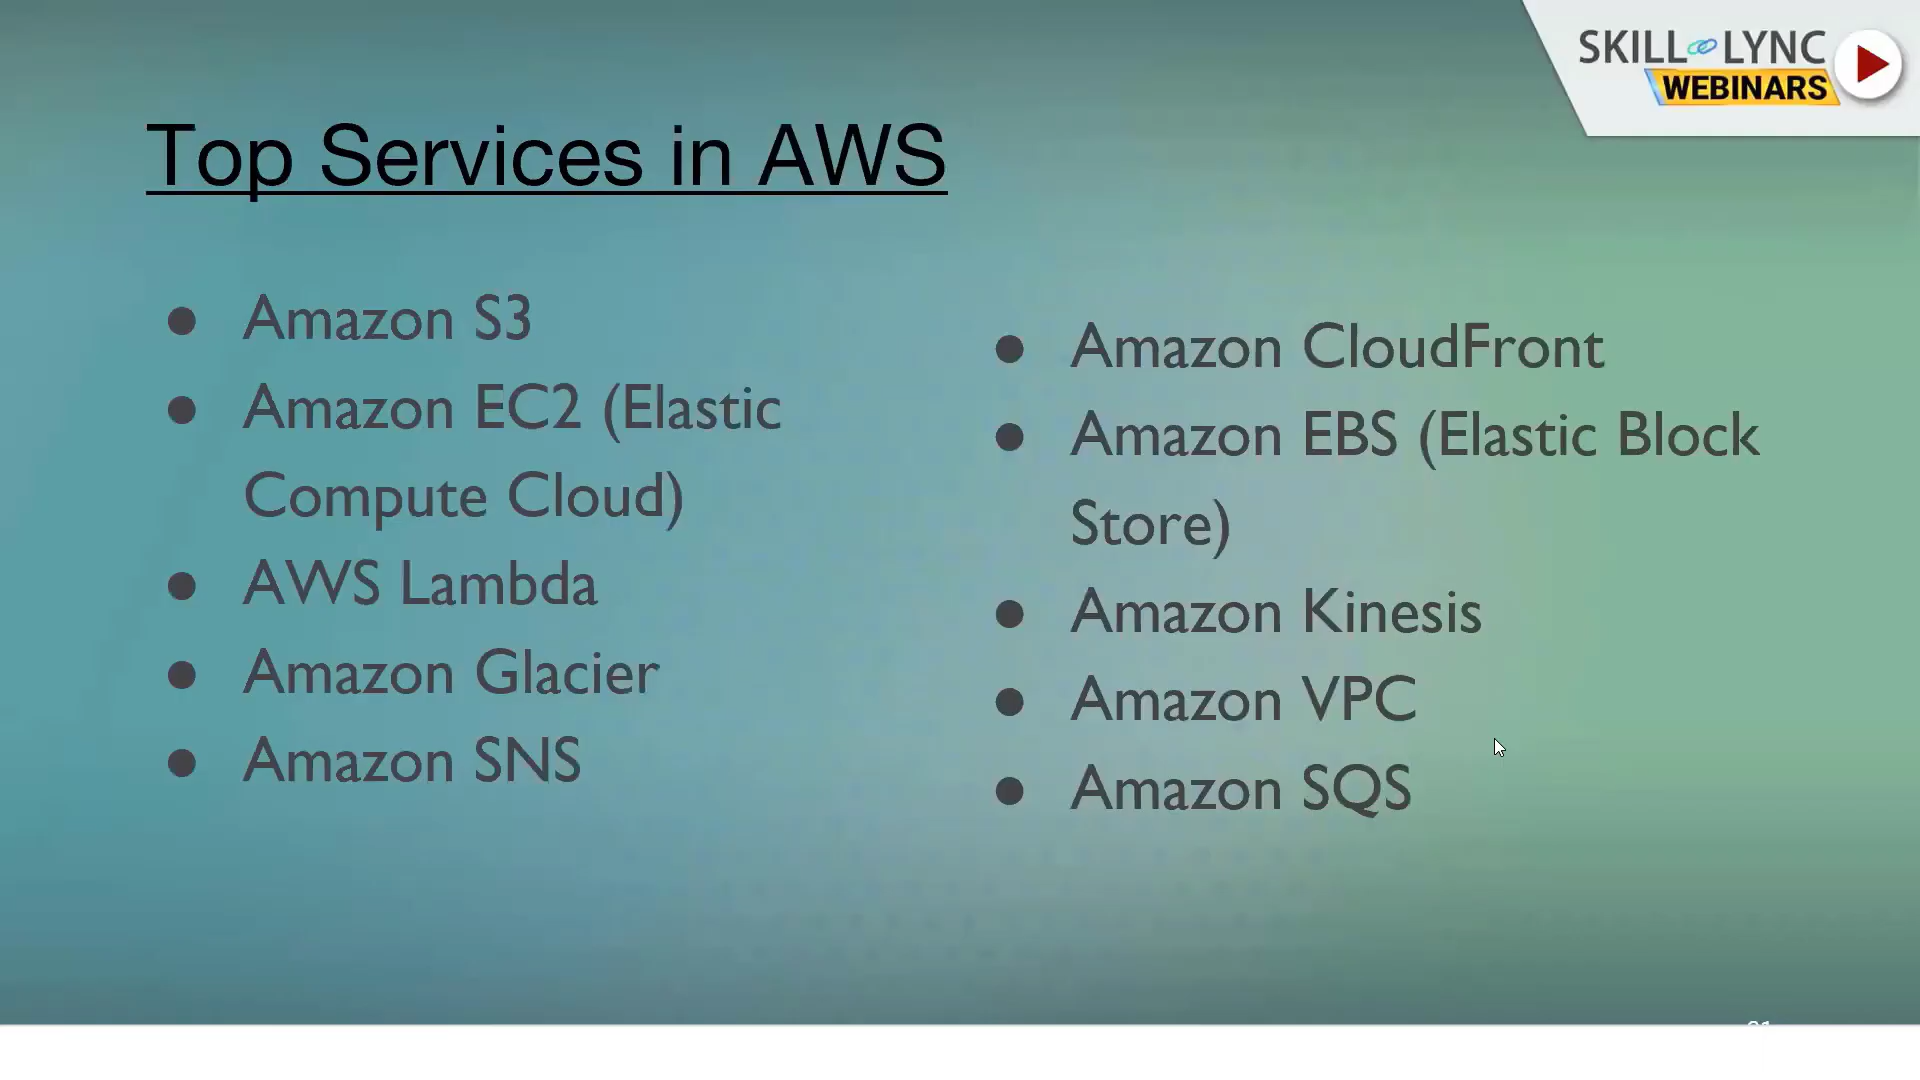 SKILL LYNC
WEBINARS
Top Services in AWS
● Amazon S3
● Amazon EC2 (Elastic
Compute Cloud)
● AWS Lambda
● Amazon Glacier
● Amazon SNS
● Amazon CloudFront
● Amazon EBS (Elastic Block
Store)
● Amazon Kinesis
● Amazon VPC
● Amazon SQS